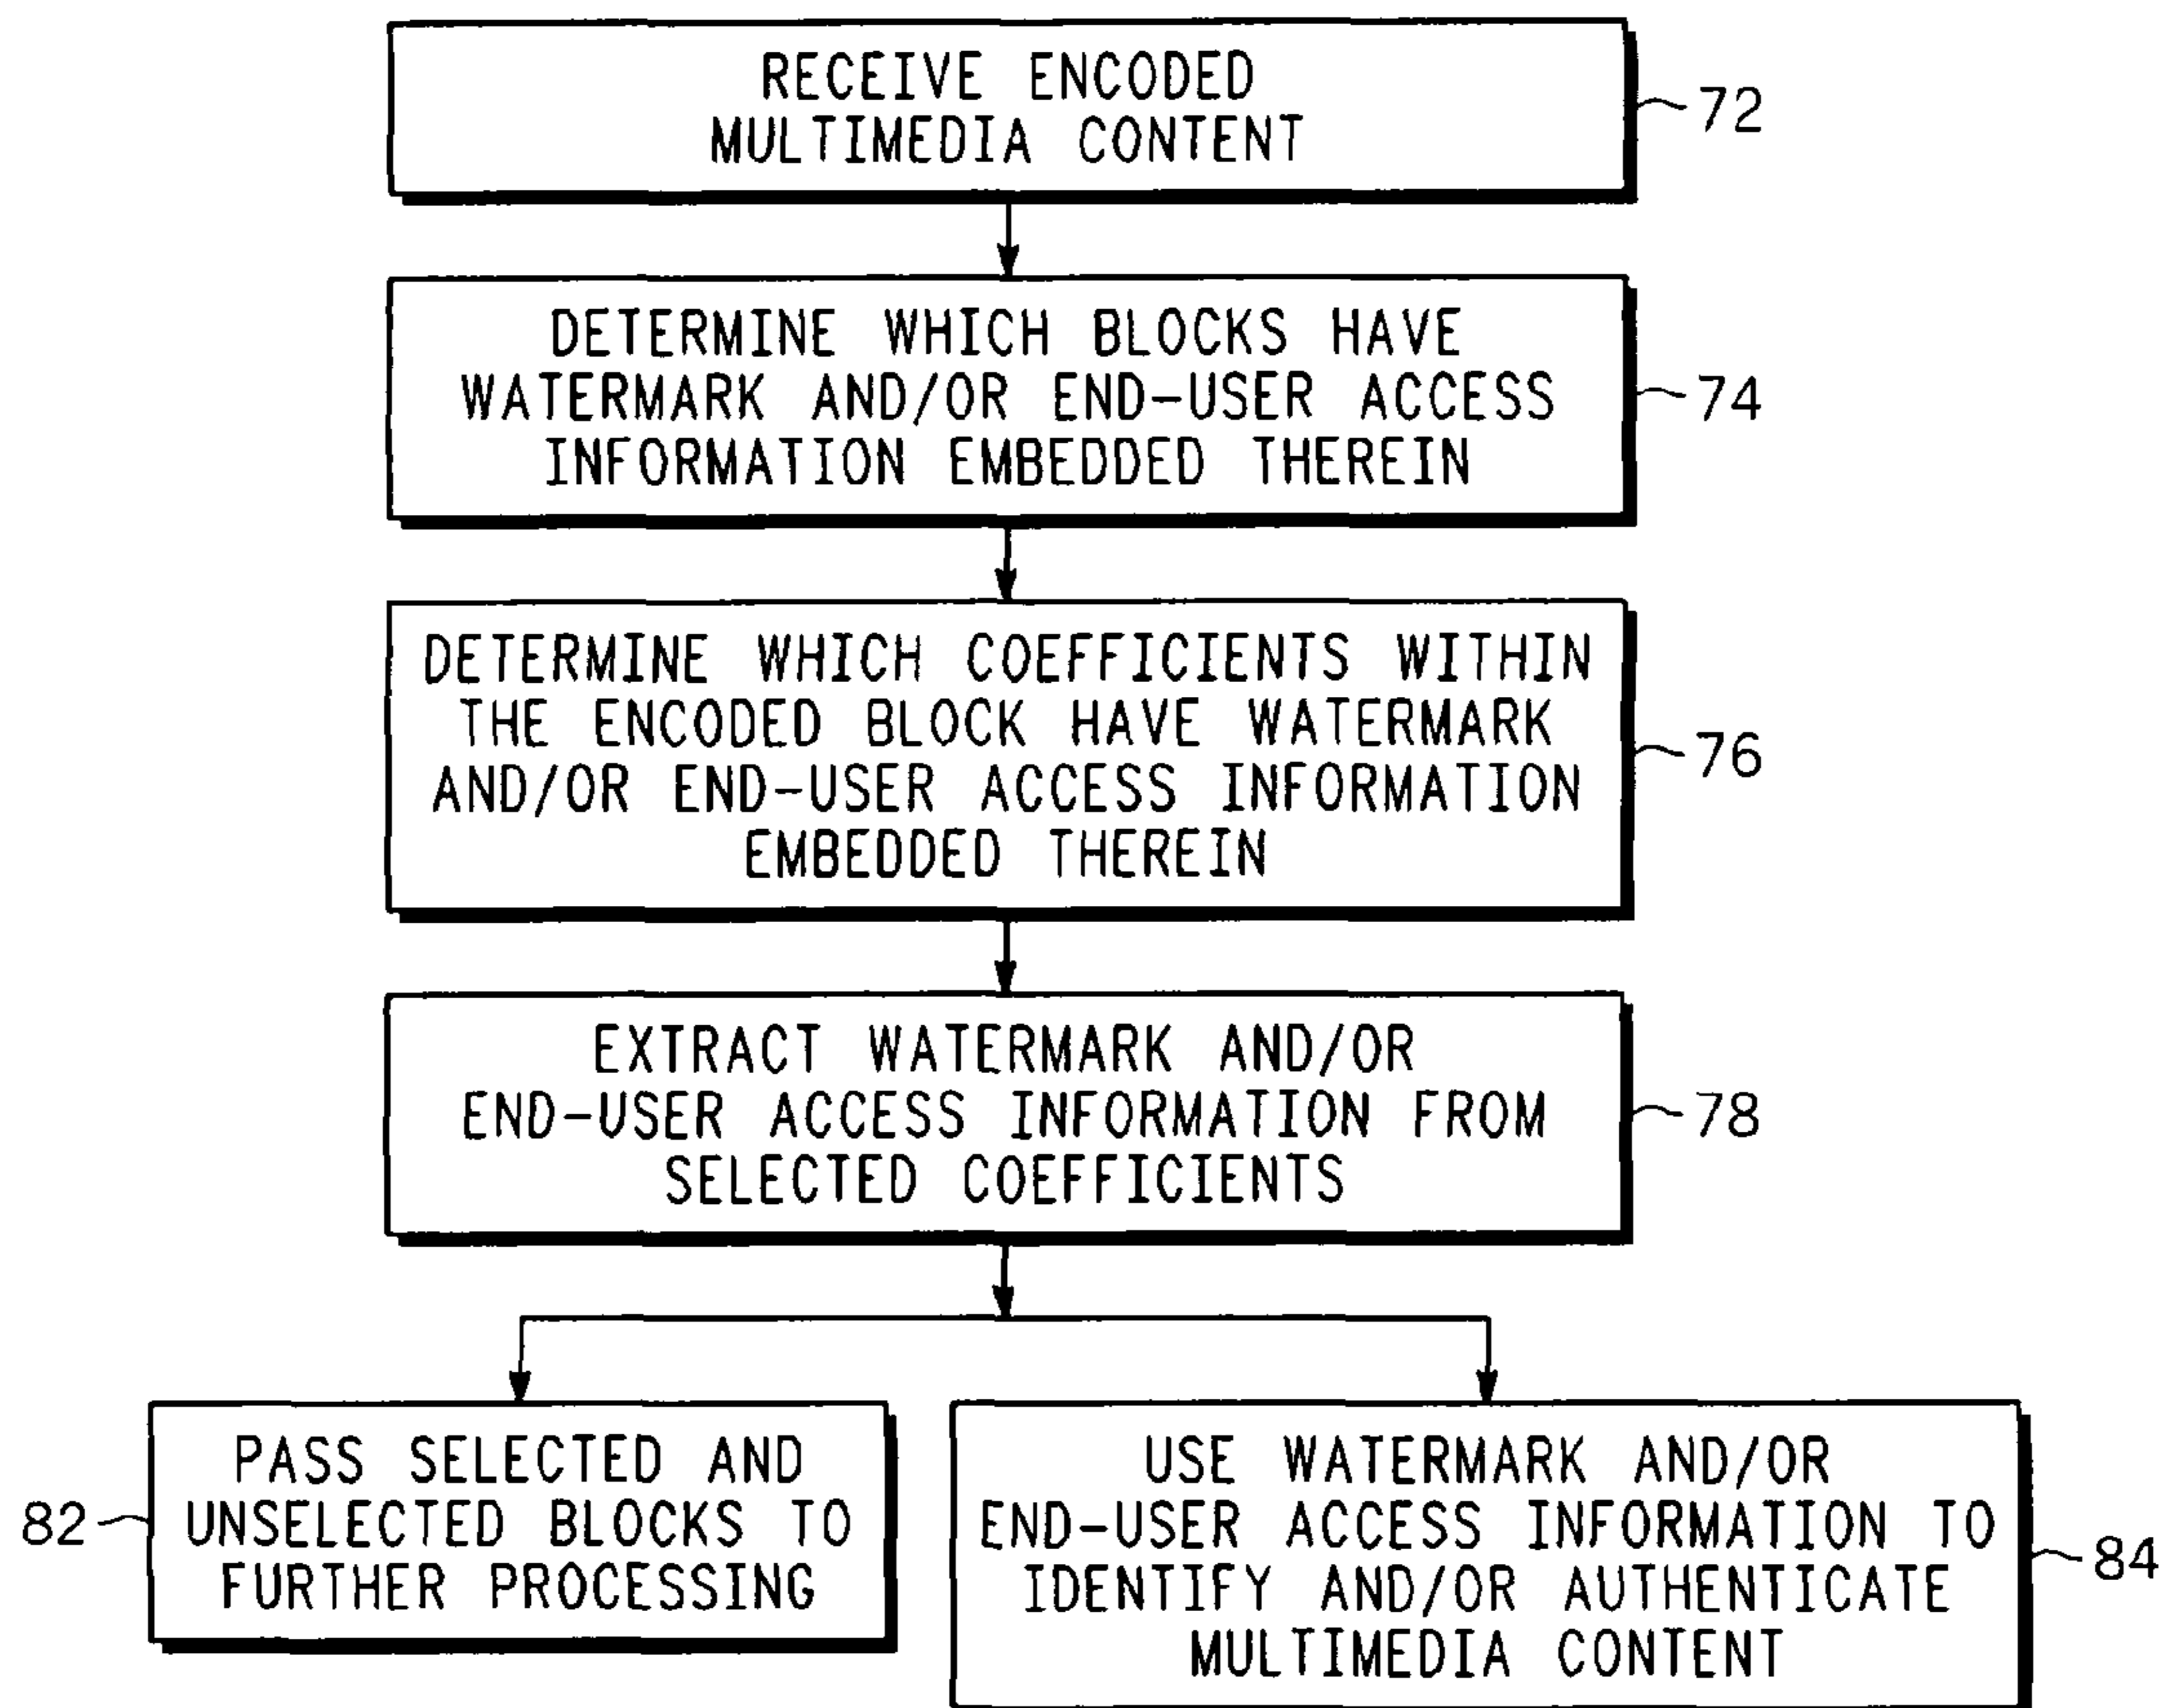 RECEIVE ENCODED
MULTIMEDIA CONTENT
72
DETERMINE WHICH BLOCKS HAVE
WATERMARK AND/OR END-USER ACCESS
INFORMATION EMBEDDED THEREIN
74
DETERMINE WHICH COEFFICIENTS WITHIN
THE ENCODED BLOCK HAVE WATERMARK
AND/OR END-USER ACCESS INFORMATION
EMBEDDED THEREIN
76
EXTRACT WATERMARK AND/OR
END-USER ACCESS INFORMATION FROM
SELECTED COEFFICIENTS
78
PASS SELECTED AND
UNSELECTED BLOCKS TO
FURTHER PROCESSING
82
USE WATERMARK AND/OR
END-USER ACCESS INFORMATION TO
IDENTIFY AND/OR AUTHENTICATE
MULTIMEDIA CONTENT
84